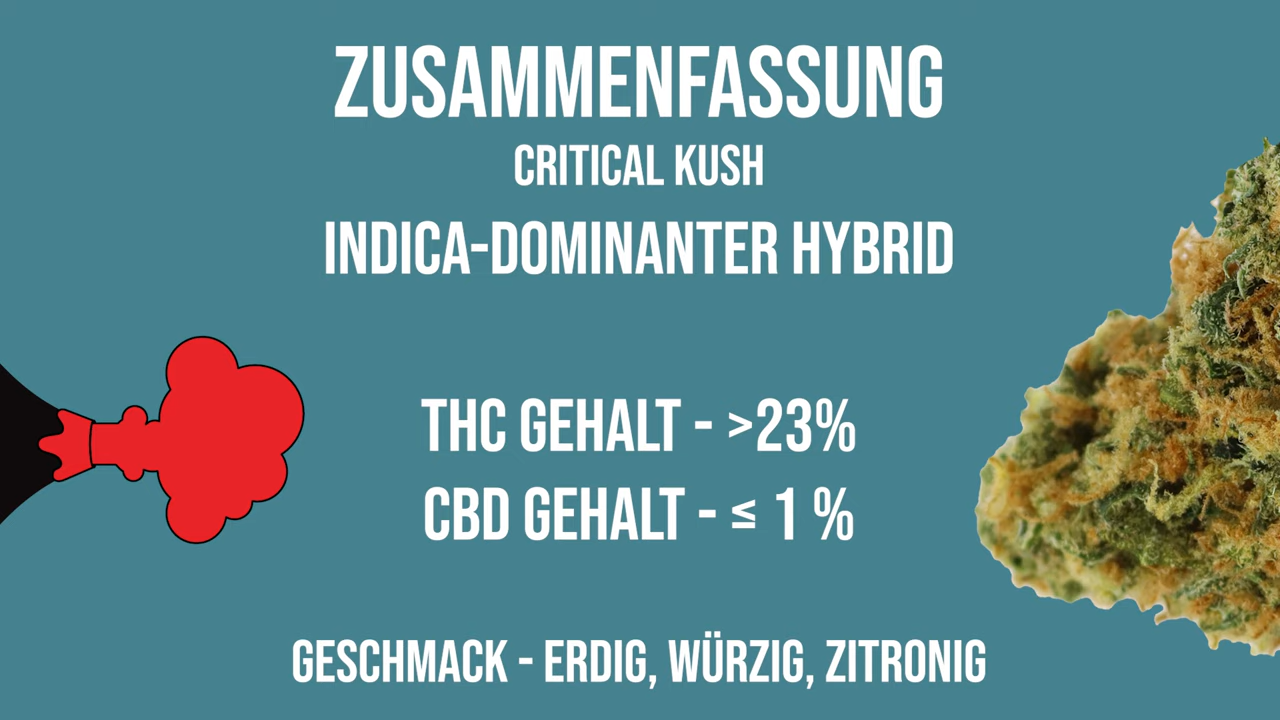 ZUSAMMENFASSUNG
CRITICAL KUSH
INDICA-DOMINANTER HYBRID
THC GEHALT - >23%
CBD GEHALT - ≤ 1 %
GESCHMACK - ERDIG, WÜRZIG, ZITRONIG